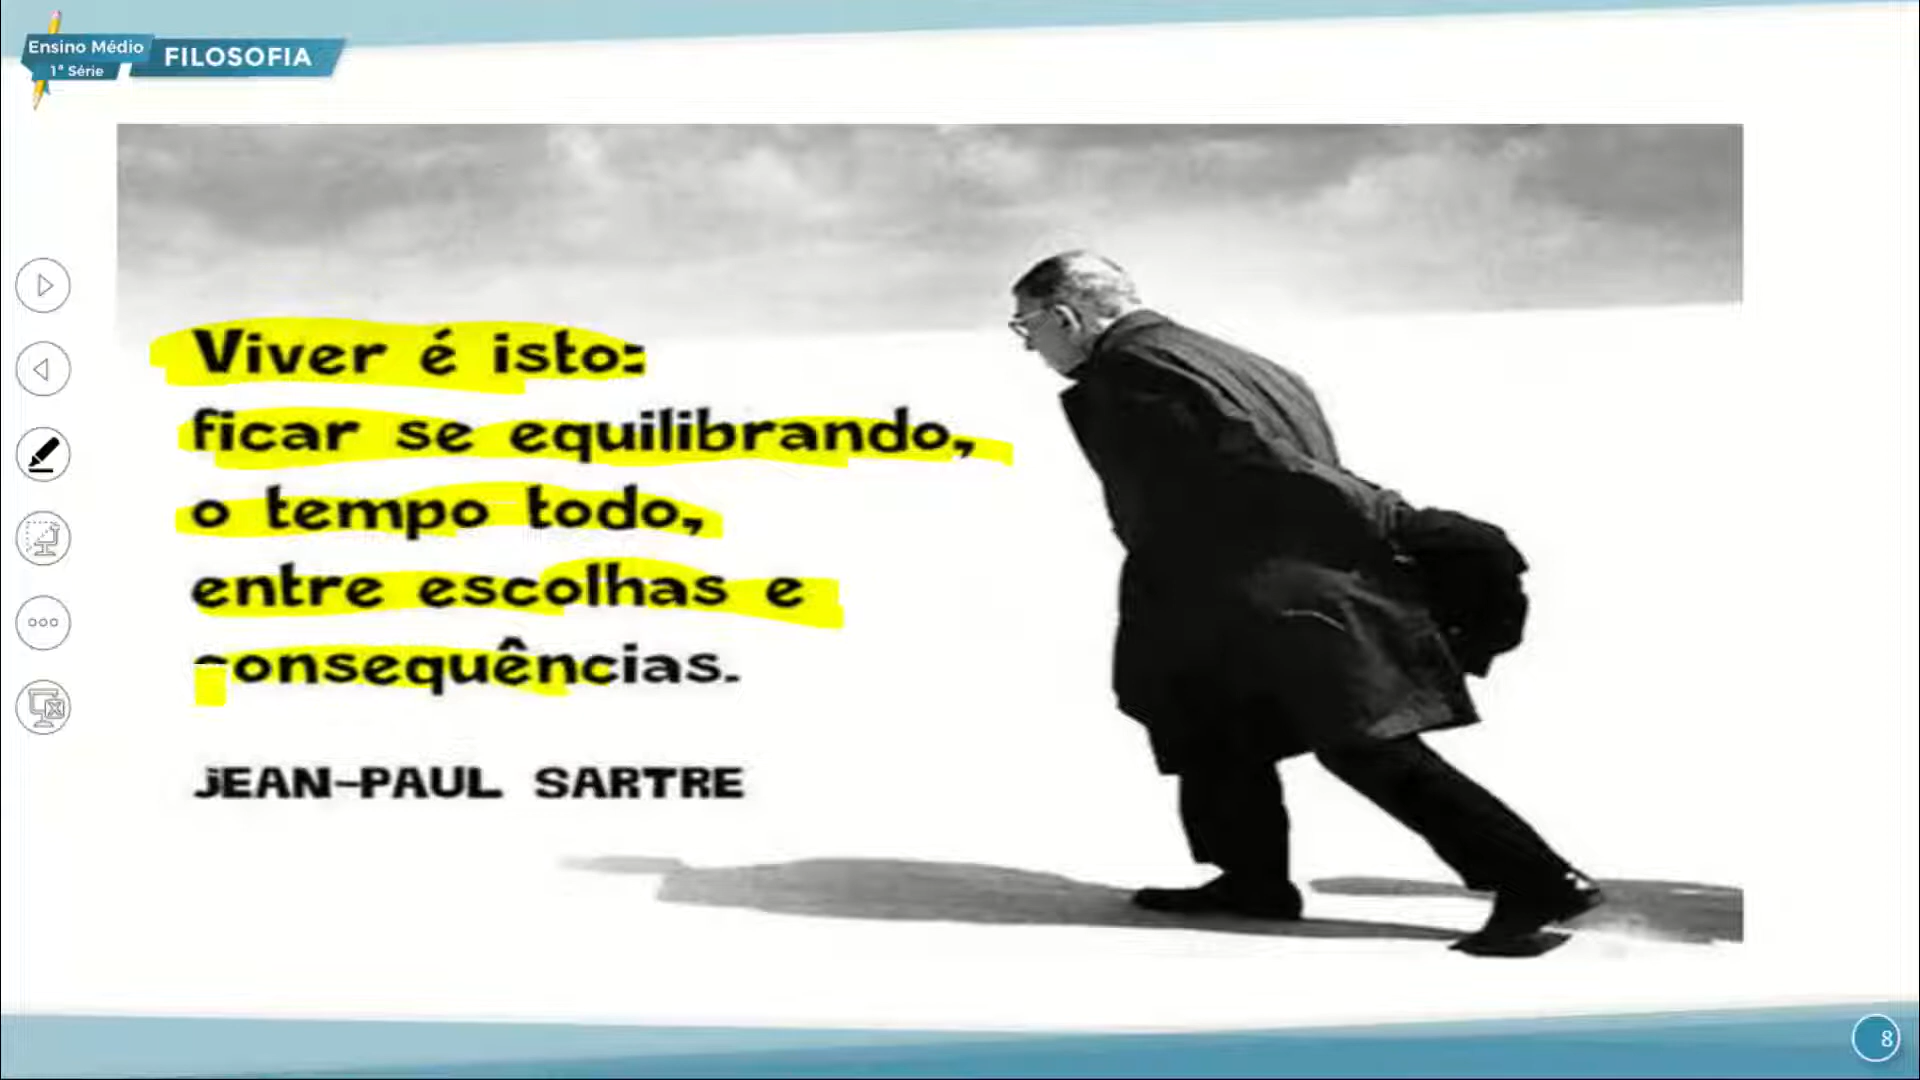 Ensino Médio
1ª Série
FILOSOFIA
Viver é isto:
ficar se equilibrando,
o tempo todo,
entre escolhas e
consequências.
JEAN-PAUL SARTRE
8